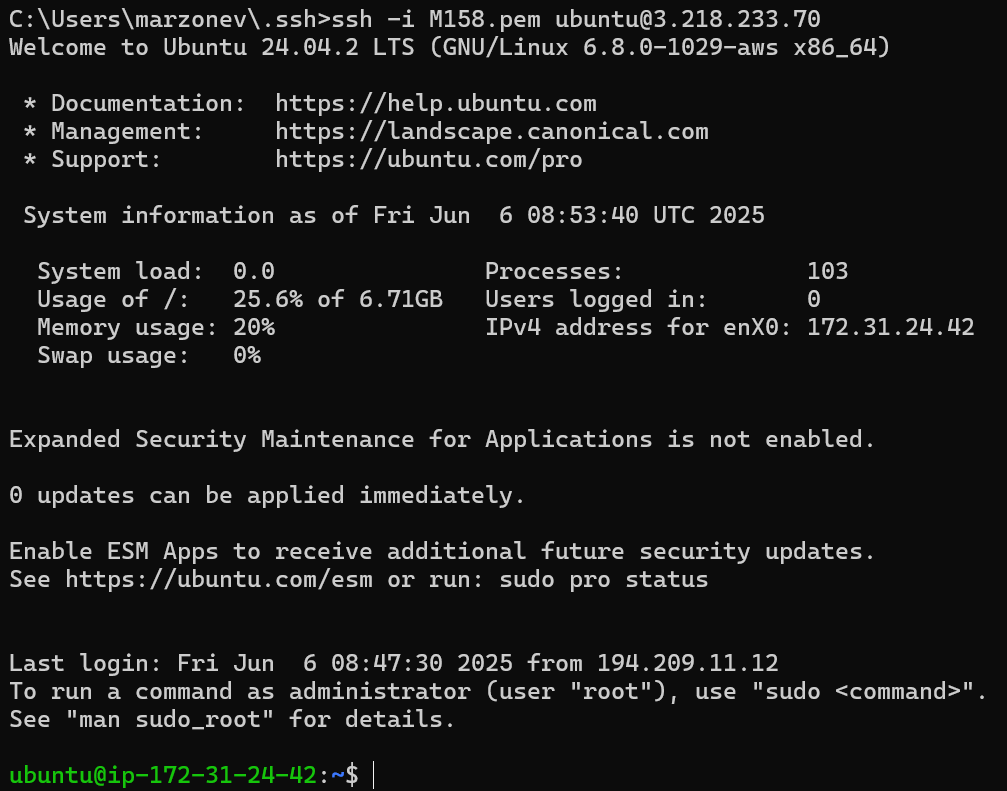 C:\Users\marzonev\.ssh>ssh -i M158.pem ubuntu@3.218.233.70
Welcome to Ubuntu 24.04.2 LTS (GNU/Linux 6.8.0-1029-aws x86_64)
* Documentation:  https://help.ubuntu.com
* Management:     https://landscape.canonical.com
* Support:        https://ubuntu.com/pro
System information as of Fri Jun  6 08:53:40 UTC 2025
System load:  0.0               Processes:             103
Usage of /:   25.6% of 6.71GB   Users logged in:       0
Memory usage: 20%               IPv4 address for enX0: 172.31.24.42
Swap usage:   0%
Expanded Security Maintenance for Applications is not enabled.
0 updates can be applied immediately.
Enable ESM Apps to receive additional future security updates.
See https://ubuntu.com/esm or run: sudo pro status
Last login: Fri Jun  6 08:47:30 2025 from 194.209.11.12
To run a command as administrator (user "root"), use "sudo <command>".
See "man sudo_root" for details.
ubuntu@ip-172-31-24-42:~$